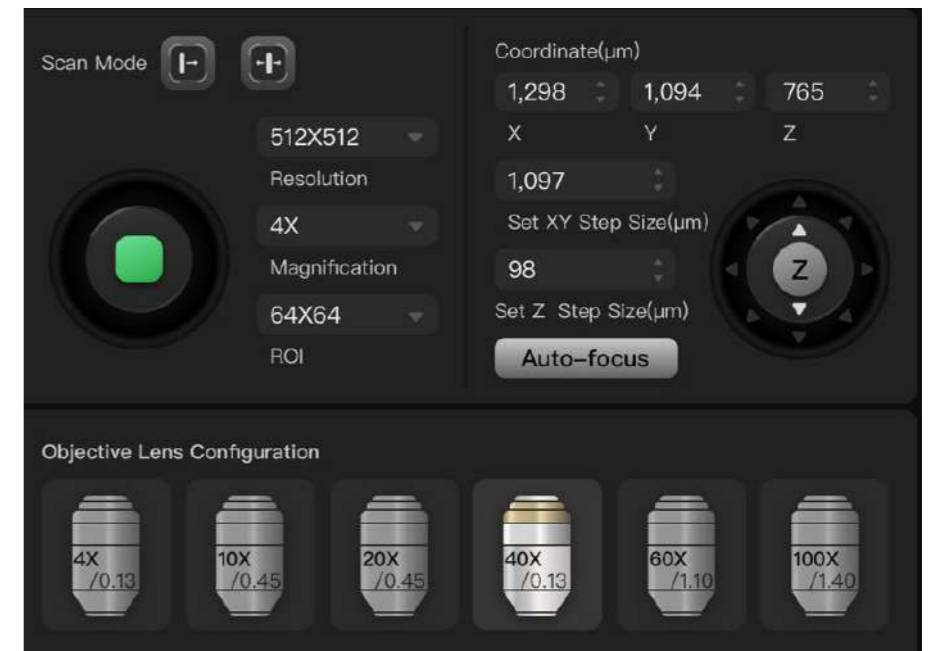 Scan Mode
512X512
Resolution
4X
Magnification
64X64
ROI
Coordinate(μm)
1,298 1,094 765
X Y Z
1,097
Set XY Step Size(μm)
98
Set Z Step Size(μm)
Z
Auto-focus
Objective Lens Configuration
4X
/0.13
10X
/0.45
20X
/0.45
40X
/0.13
60X
/1.10
100X
/1.40